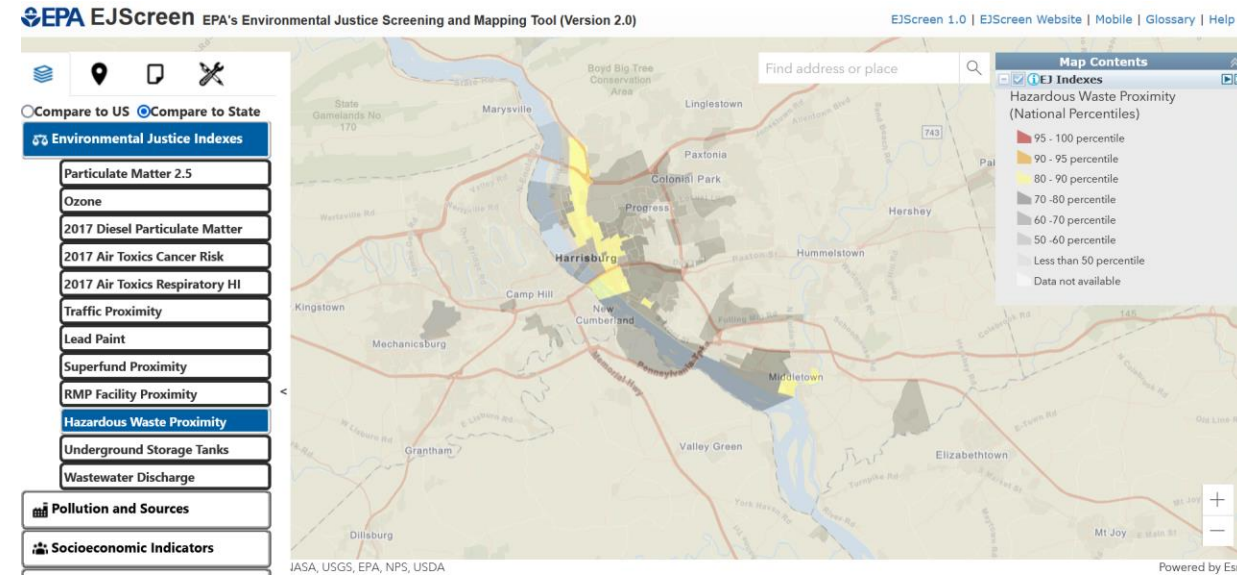 EPA EJScreen EPA's Environmental Justice Screening and Mapping Tool (Version 2.0)
EJScreen 1.0 | EJScreen Website | Mobile | Glossary | Help
Compare to US Compare to State
Environmental Justice Indexes
Particulate Matter 2.5
Ozone
2017 Diesel Particulate Matter
2017 Air Toxics Cancer Risk
2017 Air Toxics Respiratory HI
Traffic Proximity
Lead Paint
Superfund Proximity
RMP Facility Proximity
Hazardous Waste Proximity
Underground Storage Tanks
Wastewater Discharge
Pollution and Sources
Socioeconomic Indicators
<
Find address or place
Map Contents
EJ Indexes
Hazardous Waste Proximity
(National Percentiles)
95 - 100 percentile
90 - 95 percentile
80 - 90 percentile
70 -80 percentile
60 -70 percentile
50 -60 percentile
Less than 50 percentile
Data not available
Boyd Big Tree
Conservation
Area
State
Gamelands No.
170
Marysville
Linglestown
743
Paxtonia
Colonial Park
Progress
Hershey
Harrisburg
Hummelstown
Camp Hill
Kingstown
New
Cumberland
Mechanicsburg
Memorial Hwy
Pennsylvania Tpke
Middletown
Valley Green
Grantham
Elizabethtown
Dillsburg
Mt Joy
+
−
NASA, USGS, EPA, NPS, USDA
Powered by Esri